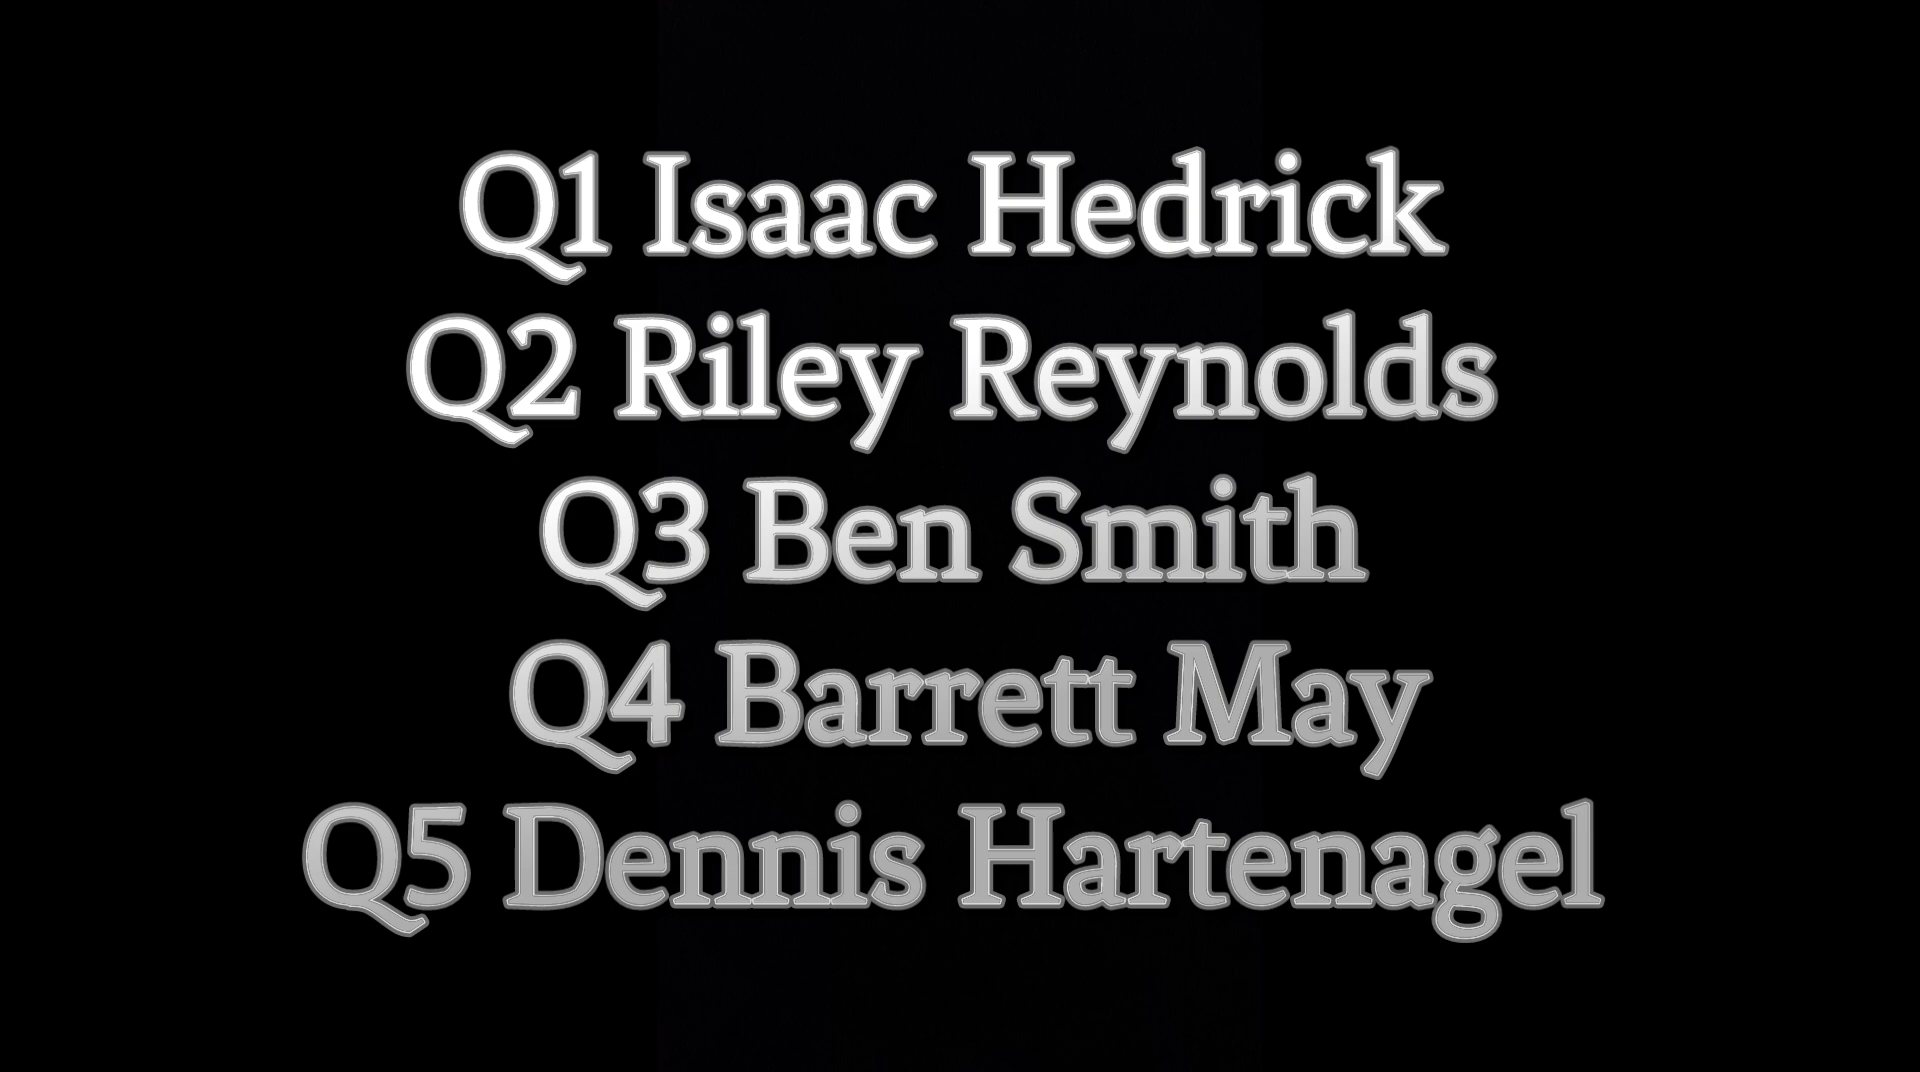 Q1 Isaac Hedrick
Q2 Riley Reynolds
Q3 Ben Smith
Q4 Barrett May
Q5 Dennis Hartenagel